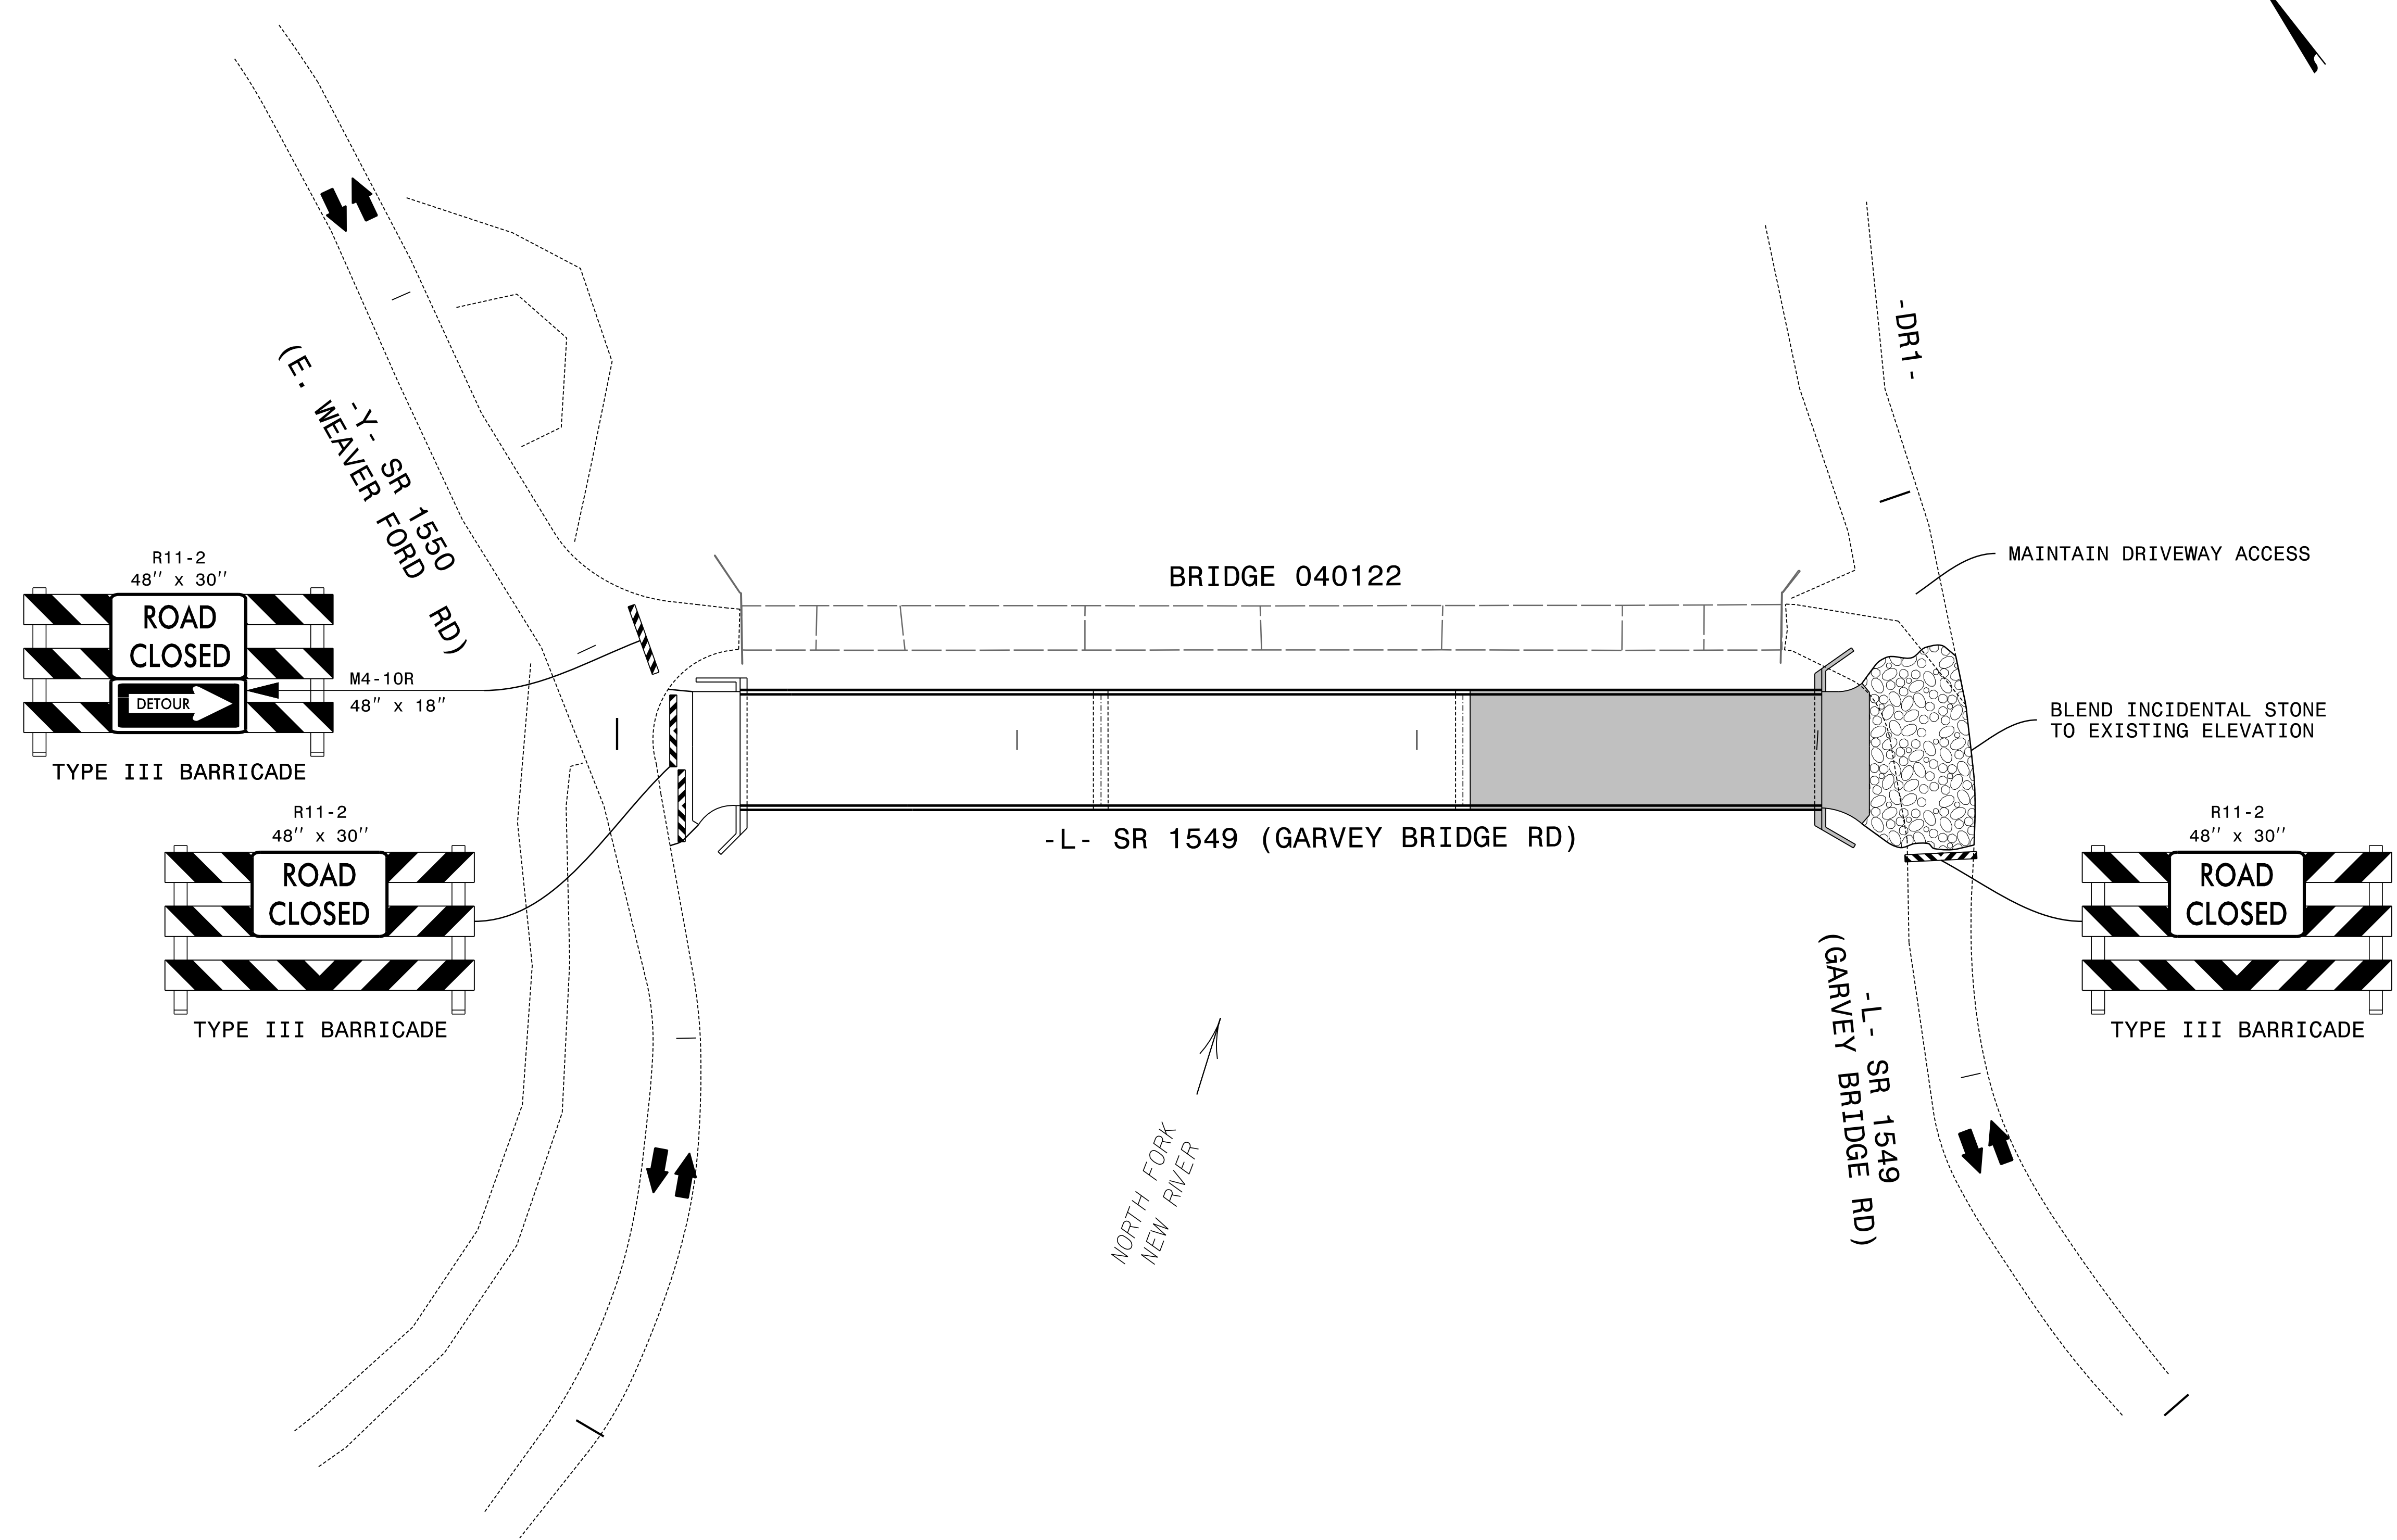 -DR1-
-Y- SR 1550
(E. WEAVER FORD RD)
BRIDGE 040122
MAINTAIN DRIVEWAY ACCESS
R11-2
48" x 30"
ROAD
CLOSED
DETOUR
M4-10R
48" x 18"
TYPE III BARRICADE
BLEND INCIDENTAL STONE
TO EXISTING ELEVATION
-L- SR 1549 (GARVEY BRIDGE RD)
R11-2
48" x 30"
ROAD
CLOSED
TYPE III BARRICADE
R11-2
48" x 30"
ROAD
CLOSED
TYPE III BARRICADE
-L- SR 1549
(GARVEY BRIDGE RD)
NORTH FORK
NEW RIVER